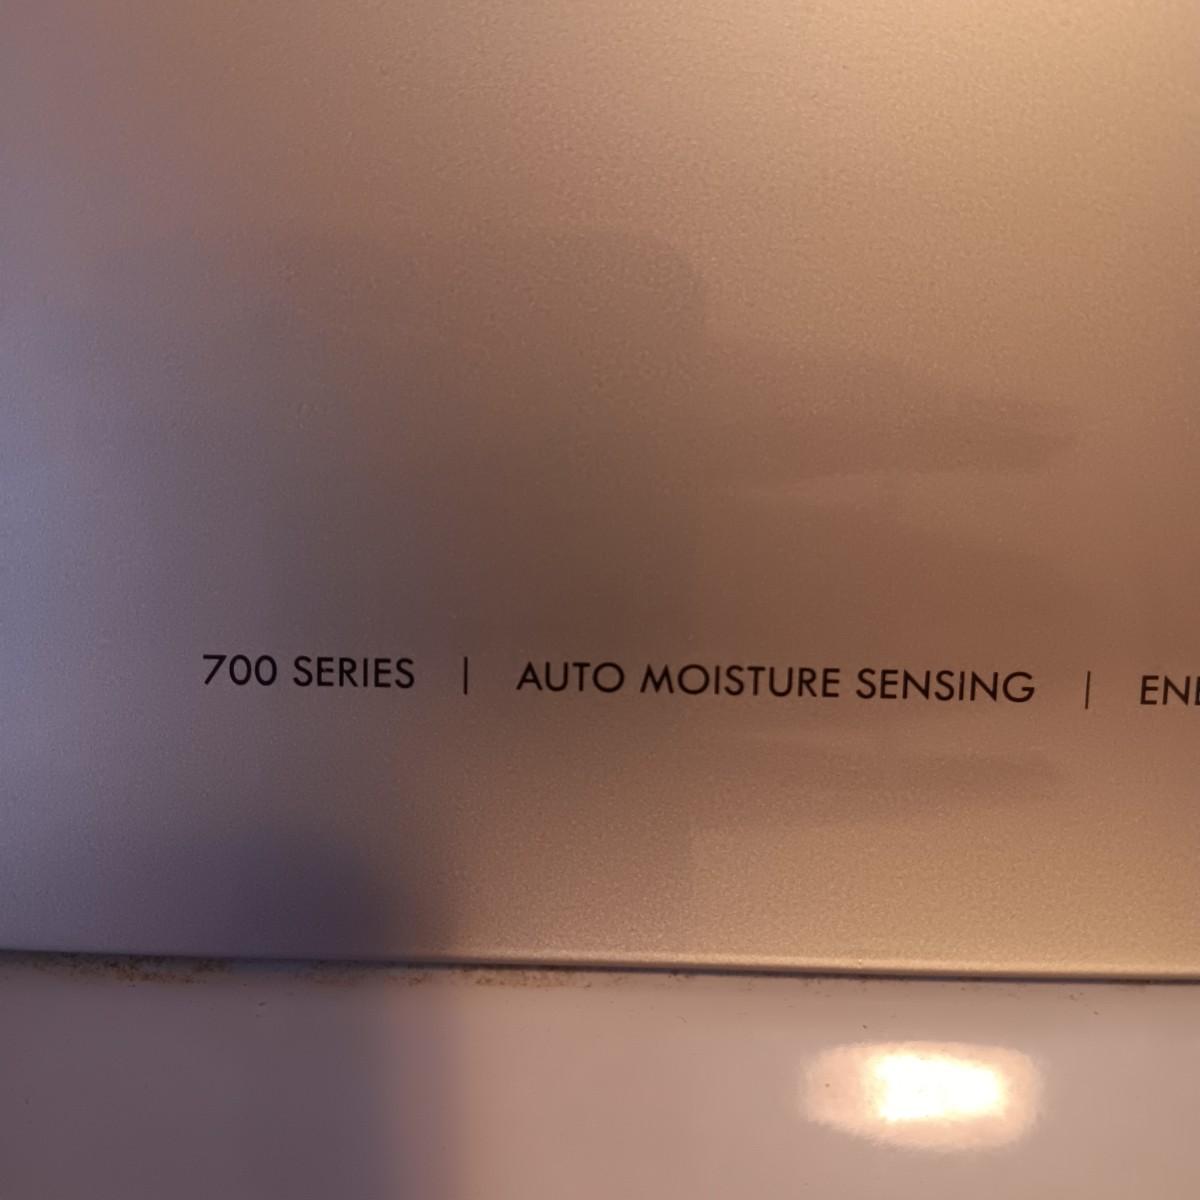 700 SERIES | AUTO MOISTURE SENSING |